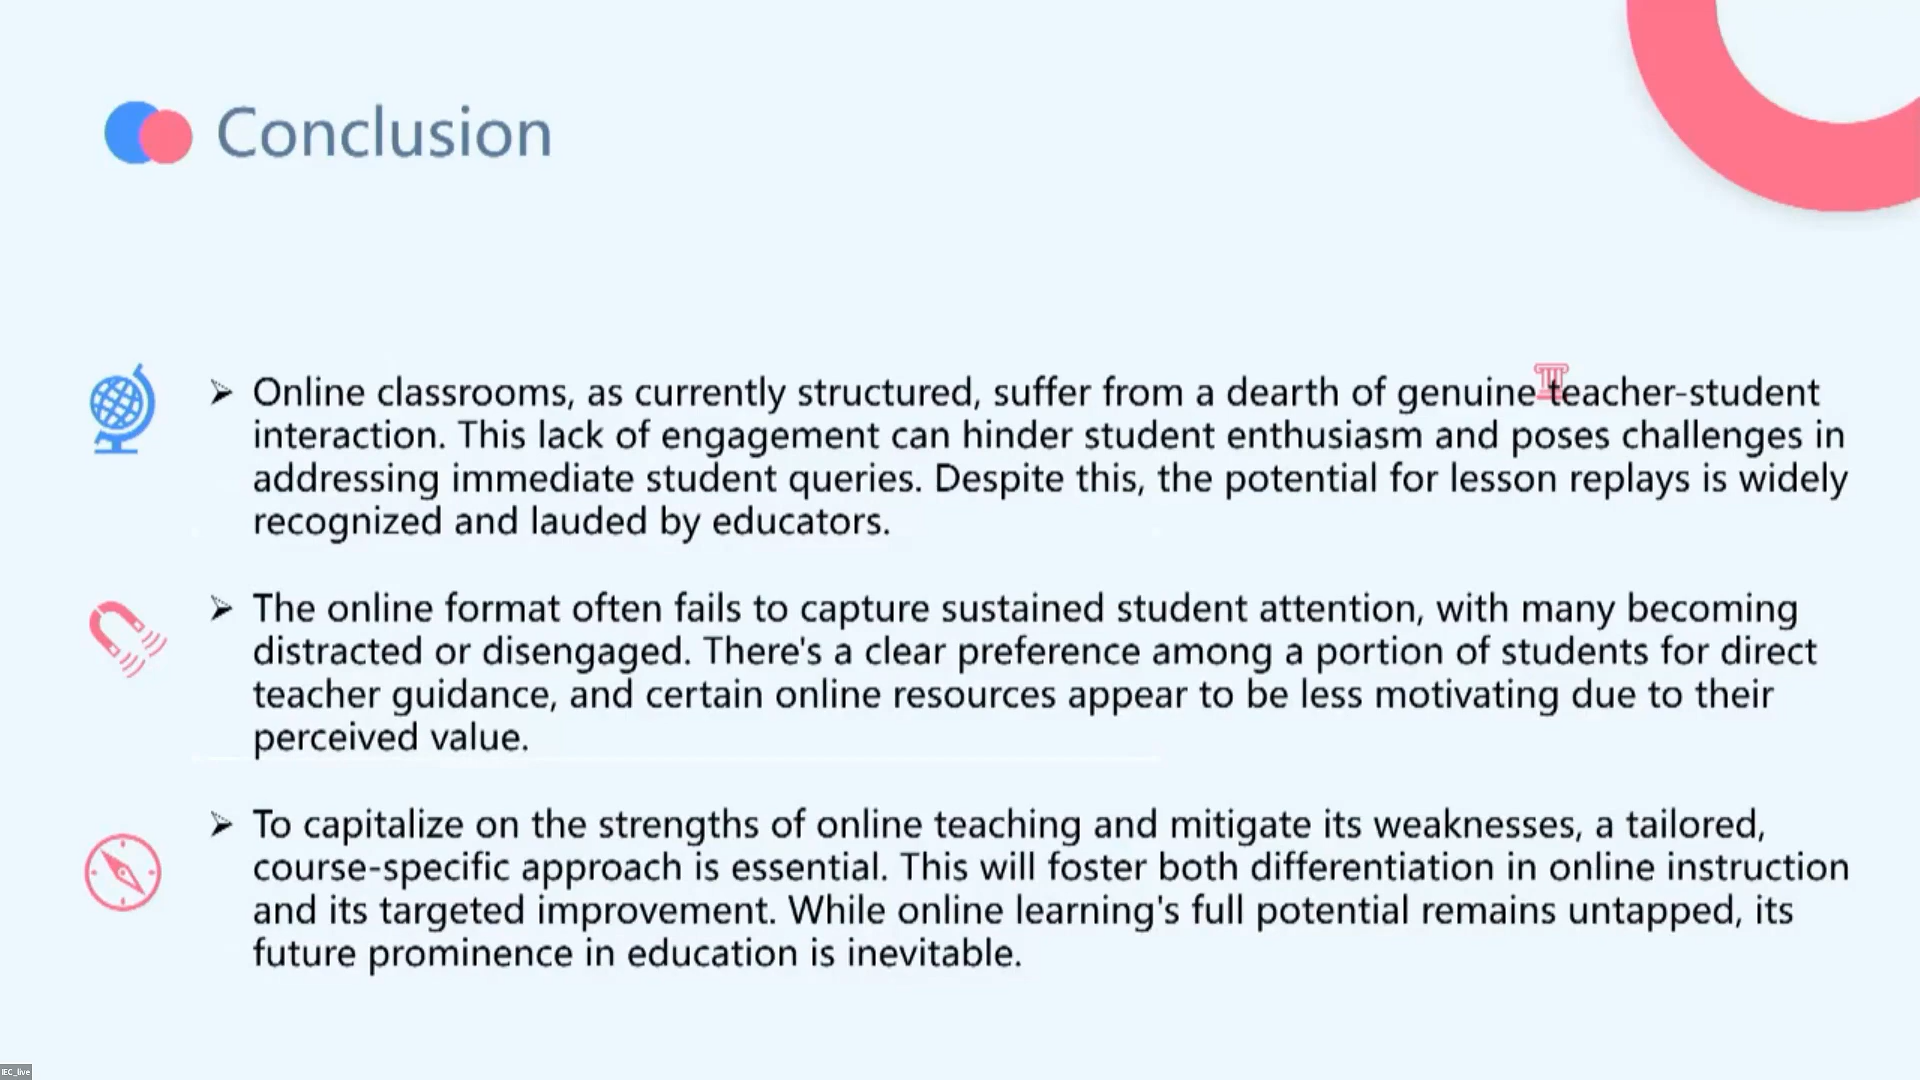 Conclusion
➢ Online classrooms, as currently structured, suffer from a dearth of genuine teacher-student
interaction. This lack of engagement can hinder student enthusiasm and poses challenges in
addressing immediate student queries. Despite this, the potential for lesson replays is widely
recognized and lauded by educators.
➢ The online format often fails to capture sustained student attention, with many becoming
distracted or disengaged. There's a clear preference among a portion of students for direct
teacher guidance, and certain online resources appear to be less motivating due to their
perceived value.
➢ To capitalize on the strengths of online teaching and mitigate its weaknesses, a tailored,
course-specific approach is essential. This will foster both differentiation in online instruction
and its targeted improvement. While online learning's full potential remains untapped, its
future prominence in education is inevitable.
IEC_live